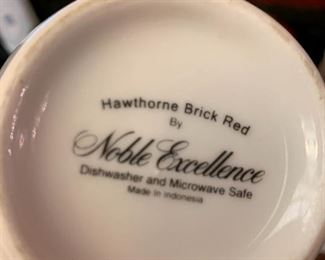 Hawthorne Brick Red
By
Noble Excellence
Dishwasher and Microwave Safe
Made in Indonesia